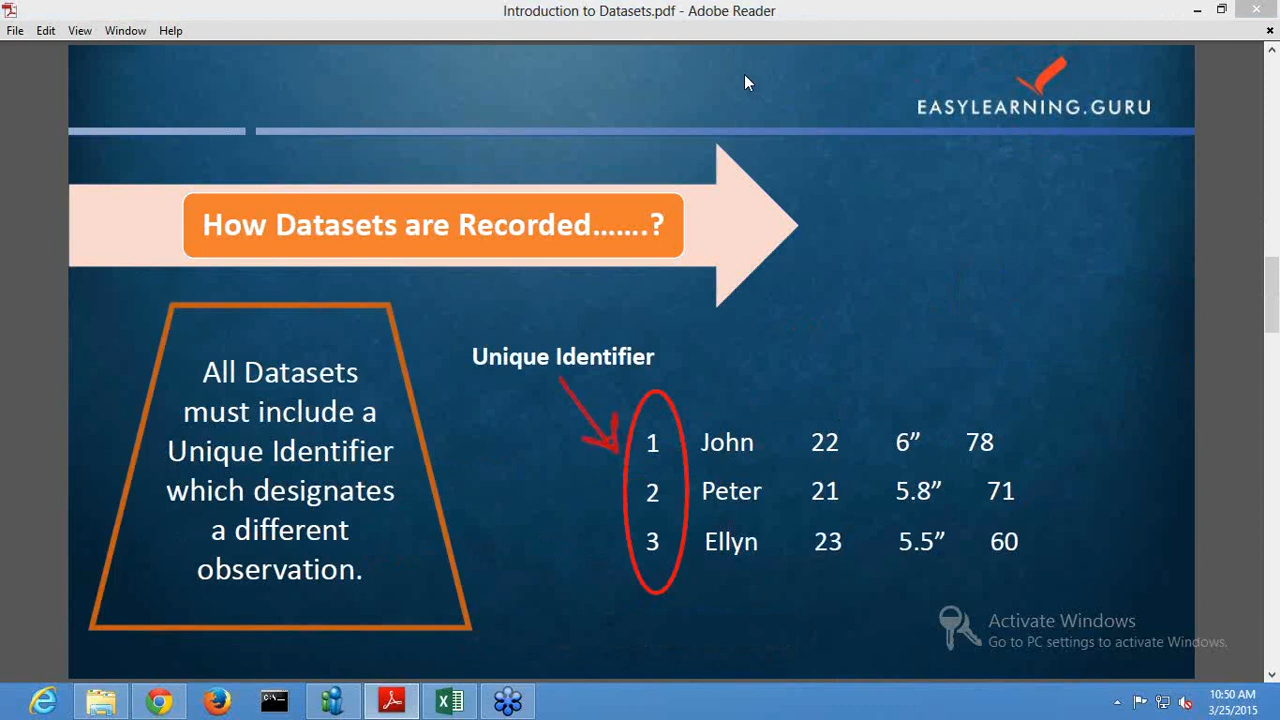 Introduction to Datasets.pdf - Adobe Reader
File Edit View Window Help
EASYLEARNING.GURU
How Datasets are Recorded.......?
All Datasets
must include a
Unique Identifier
which designates
a different
observation.
Unique Identifier
1 John 22 6” 78
2 Peter 21 5.8” 71
3 Ellyn 23 5.5” 60
Activate Windows
Go to PC settings to activate Windows.
10:50 AM
3/25/2015